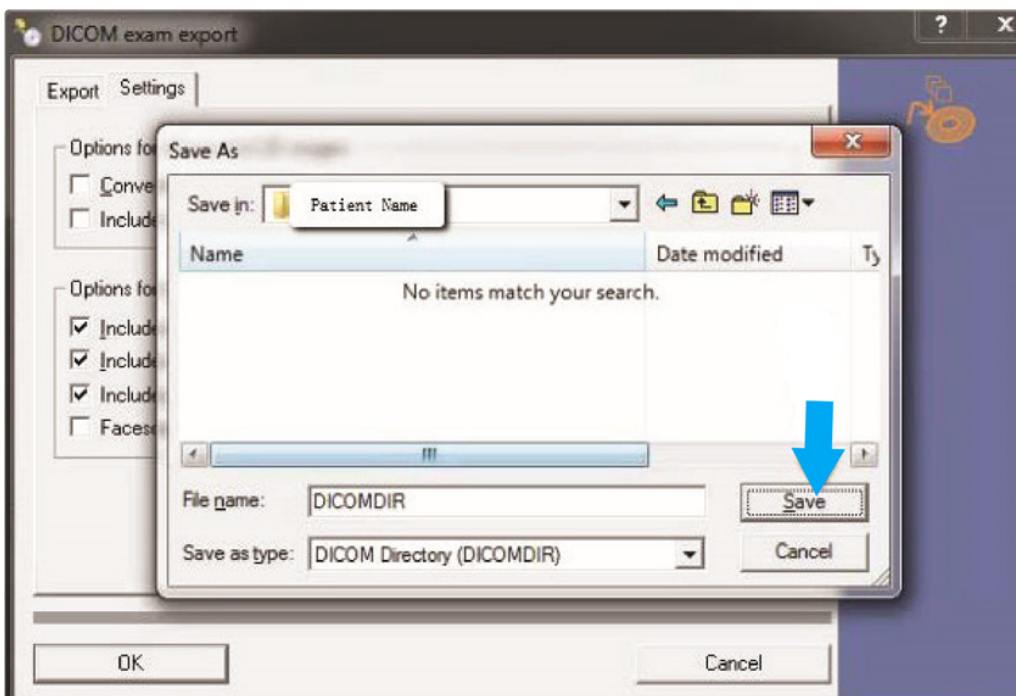 DICOM exam export
Export Settings
Options fo
Save As
Conve
Save in: Patient Name
Include
Name Date modified Ty
No items match your search.
Options fo
Include
Include
Include
Faces
File name: DICOMDIR Save
Save as type: DICOM Directory (DICOMDIR) Cancel
OK Cancel